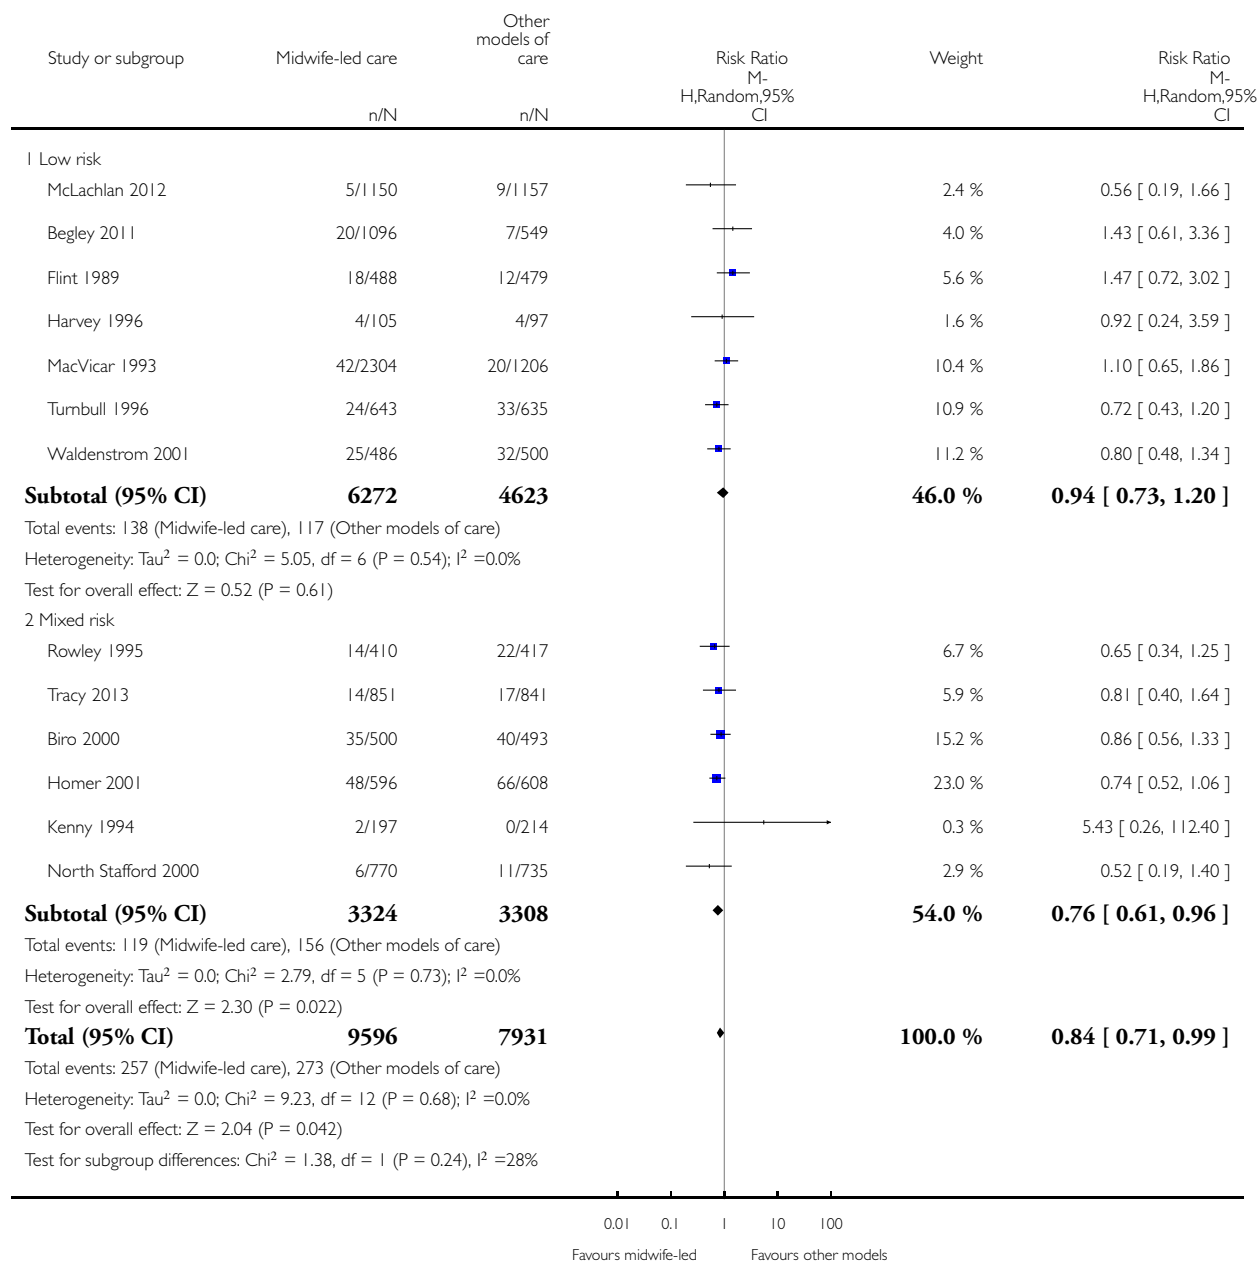 Study or subgroup Midwife-led care Other models of care Risk Ratio Weight Risk Ratio
n/N n/N M-H,Random,95% CI M-H,Random,95% CI
1 Low risk
McLachlan 2012 5/1150 9/1157 2.4 % 0.56 [ 0.19, 1.66 ]
Begley 2011 20/1096 7/549 4.0 % 1.43 [ 0.61, 3.36 ]
Flint 1989 18/488 12/479 5.6 % 1.47 [ 0.72, 3.02 ]
Harvey 1996 4/105 4/97 1.6 % 0.92 [ 0.24, 3.59 ]
MacVicar 1993 42/2304 20/1206 10.4 % 1.10 [ 0.65, 1.86 ]
Turnbull 1996 24/643 33/635 10.9 % 0.72 [ 0.43, 1.20 ]
Waldenstrom 2001 25/486 32/500 11.2 % 0.80 [ 0.48, 1.34 ]
Subtotal (95% CI) 6272 4623 46.0 % 0.94 [ 0.73, 1.20 ]
Total events: 138 (Midwife-led care), 117 (Other models of care)
Heterogeneity: Tau² = 0.0; Chi² = 5.05, df = 6 (P = 0.54); I² =0.0%
Test for overall effect: Z = 0.52 (P = 0.61)
2 Mixed risk
Rowley 1995 14/410 22/417 6.7 % 0.65 [ 0.34, 1.25 ]
Tracy 2013 14/851 17/841 5.9 % 0.81 [ 0.40, 1.64 ]
Biro 2000 35/500 40/493 15.2 % 0.86 [ 0.56, 1.33 ]
Homer 2001 48/596 66/608 23.0 % 0.74 [ 0.52, 1.06 ]
Kenny 1994 2/197 0/214 0.3 % 5.43 [ 0.26, 112.40 ]
North Stafford 2000 6/770 11/735 2.9 % 0.52 [ 0.19, 1.40 ]
Subtotal (95% CI) 3324 3308 54.0 % 0.76 [ 0.61, 0.96 ]
Total events: 119 (Midwife-led care), 156 (Other models of care)
Heterogeneity: Tau² = 0.0; Chi² = 2.79, df = 5 (P = 0.73); I² =0.0%
Test for overall effect: Z = 2.30 (P = 0.022)
Total (95% CI) 9596 7931 100.0 % 0.84 [ 0.71, 0.99 ]
Total events: 257 (Midwife-led care), 273 (Other models of care)
Heterogeneity: Tau² = 0.0; Chi² = 9.23, df = 12 (P = 0.68); I² =0.0%
Test for overall effect: Z = 2.04 (P = 0.042)
Test for subgroup differences: Chi² = 1.38, df = 1 (P = 0.24), I² =28%
0.01 0.1 1 10 100
Favours midwife-led Favours other models